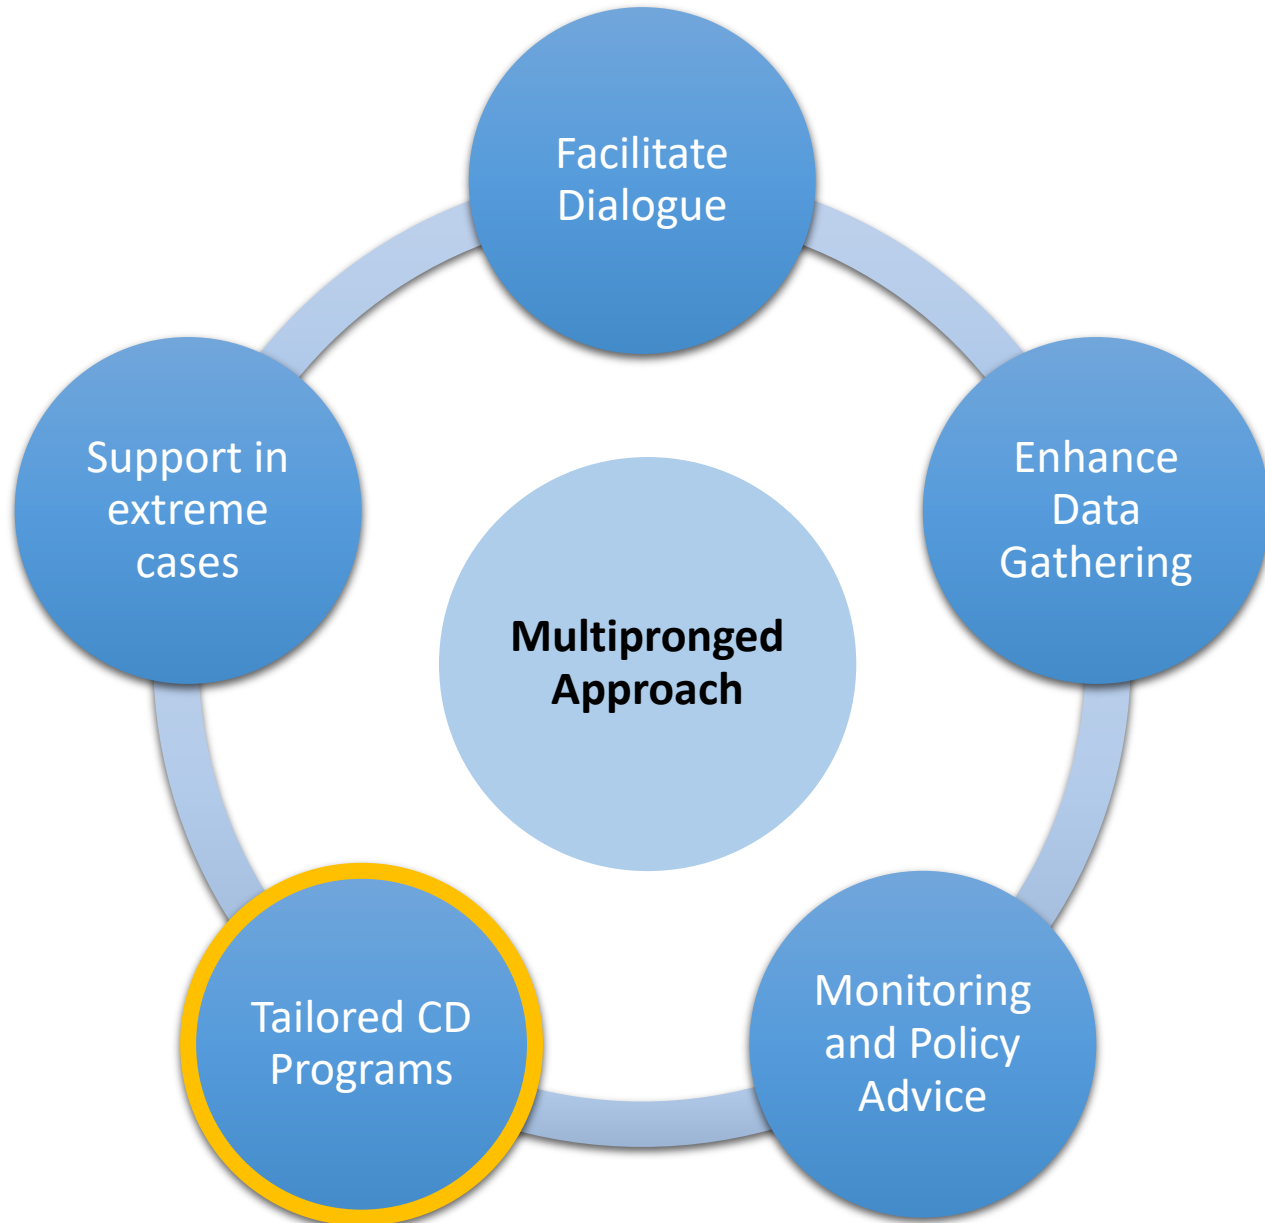 Facilitate
Dialogue
Enhance
Data
Gathering
Monitoring
and Policy
Advice
Tailored CD
Programs
Support in
extreme
cases
Multipronged
Approach